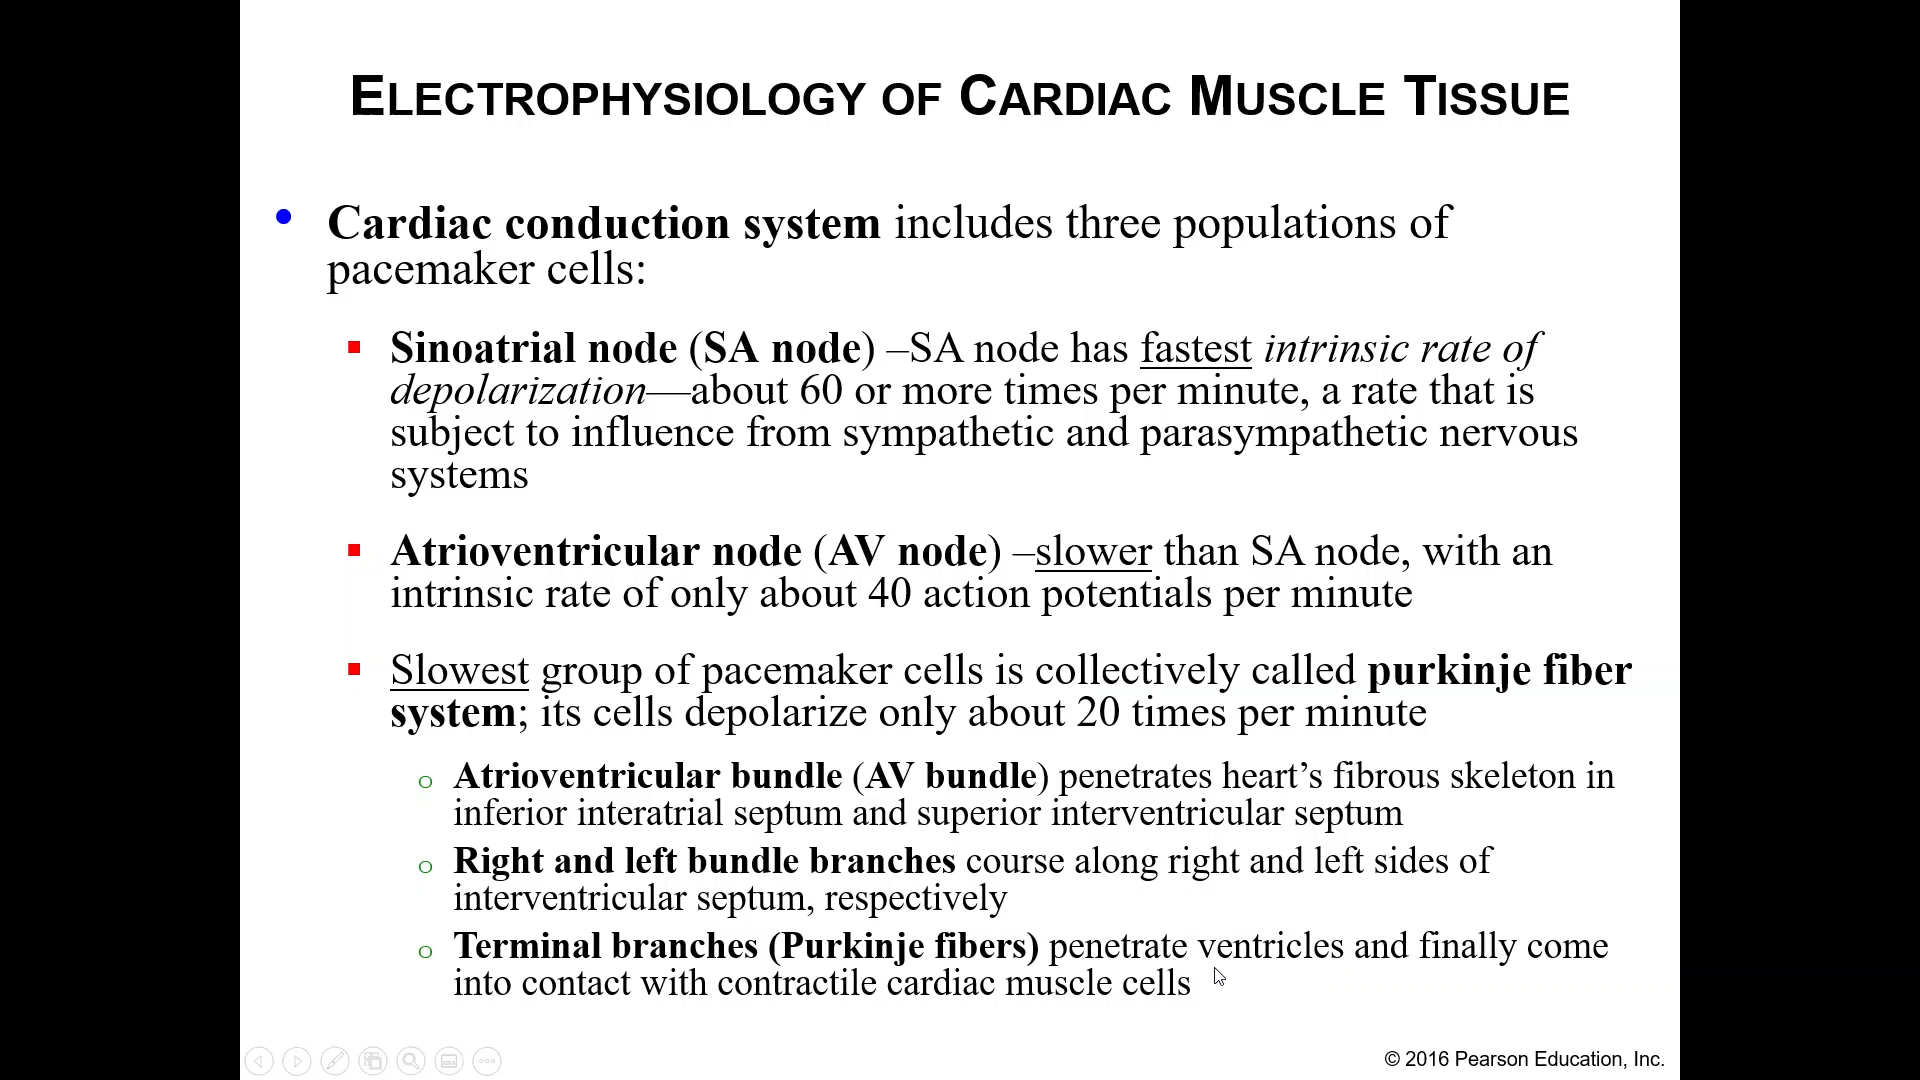 ELECTROPHYSIOLOGY OF CARDIAC MUSCLE TISSUE
• Cardiac conduction system includes three populations of
pacemaker cells:
▪ Sinoatrial node (SA node) –SA node has fastest intrinsic rate of
depolarization—about 60 or more times per minute, a rate that is
subject to influence from sympathetic and parasympathetic nervous
systems
▪ Atrioventricular node (AV node) –slower than SA node, with an
intrinsic rate of only about 40 action potentials per minute
▪ Slowest group of pacemaker cells is collectively called purkinje fiber
system; its cells depolarize only about 20 times per minute
o Atrioventricular bundle (AV bundle) penetrates heart’s fibrous skeleton in
inferior interatrial septum and superior interventricular septum
o Right and left bundle branches course along right and left sides of
interventricular septum, respectively
o Terminal branches (Purkinje fibers) penetrate ventricles and finally come
into contact with contractile cardiac muscle cells
© 2016 Pearson Education, Inc.